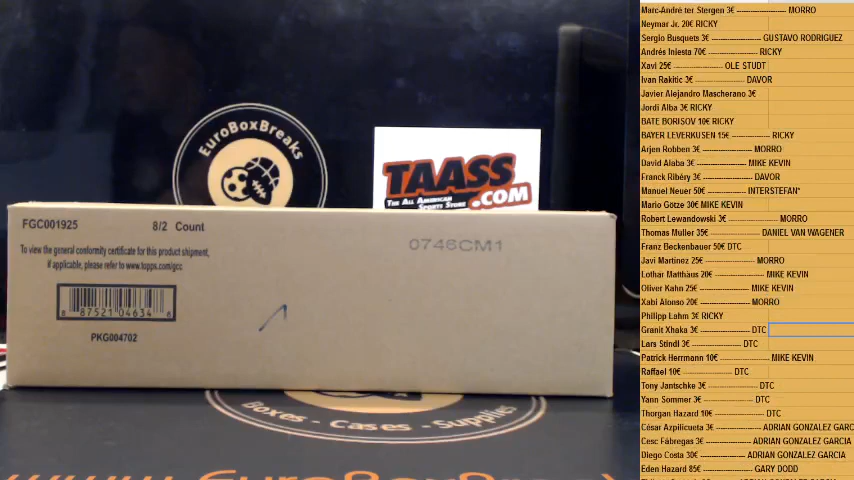 EuroBoxBreaks
TAASS
THE ALL AMERICAN
SPORTS STORE
.COM
FGC001925
8/2 Count
0746CM1
To view the general conformity certificate for this product shipment,
if applicable, please refer to www.topps.com/gcc
8 87521 04634 8
PKG004702
Boxes - Cases - Supplies
Marc-André ter Stergen 3€ ---------------------- MORRO
Neymar Jr. 20€ RICKY
Sergio Busquets 3€ -------------- GUSTAVO RODRIGUEZ
Andrés Iniesta 70€ --------------- RICKY
Xavi 25€ --------------- OLE STUDT
Ivan Rakitic 3€ --------------- DAVOR
Javier Alejandro Mascherano 3€
Jordi Alba 3€ RICKY
BATE BORISOV 10€ RICKY
BAYER LEVERKUSEN 15€ --------------- RICKY
Arjen Robben 3€ --------------- MORRO
David Alaba 3€ --------------- MIKE KEVIN
Franck Ribéry 3€ --------------- DAVOR
Manuel Neuer 50€ --------------- INTERSTEFAN*
Mario Götze 30€ MIKE KEVIN
Robert Lewandowski 3€ --------------- MORRO
Thomas Muller 35€ --------------- DANIEL VAN WAGENER
Franz Beckenbauer 50€ DTC
Javi Martinez 25€ --------------- MORRO
Lothar Matthäus 20€ --------------- MIKE KEVIN
Oliver Kahn 25€ --------------- MIKE KEVIN
Xabi Alonso 20€ --------------- MORRO
Philipp Lahm 3€ RICKY
Granit Xhaka 3€ --------------- DTC
Lars Stindl 3€ --------------- DTC
Patrick Herrmann 10€ --------------- MIKE KEVIN
Raffael 10€ --------------- DTC
Tony Jantschke 3€ --------------- DTC
Yann Sommer 3€ --------------- DTC
Thorgan Hazard 10€ --------------- DTC
César Azpilicueta 3€ --------------- ADRIAN GONZALEZ GARC
Cesc Fàbregas 3€ --------------- ADRIAN GONZALEZ GARCIA
Diego Costa 30€ --------------- ADRIAN GONZALEZ GARCIA
Eden Hazard 85€ --------------- GARY DODD